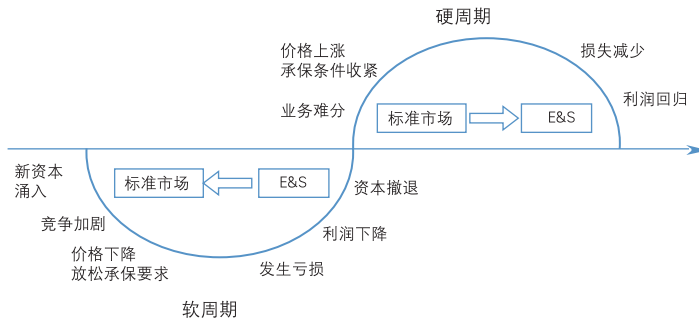 硬周期
价格上涨
承保条件收紧
损失减少
业务难分
标准市场
E&S
利润回归
新资本
涌入
标准市场
E&S
资本撤退
竞争加剧
利润下降
价格下降
放松承保要求
发生亏损
软周期